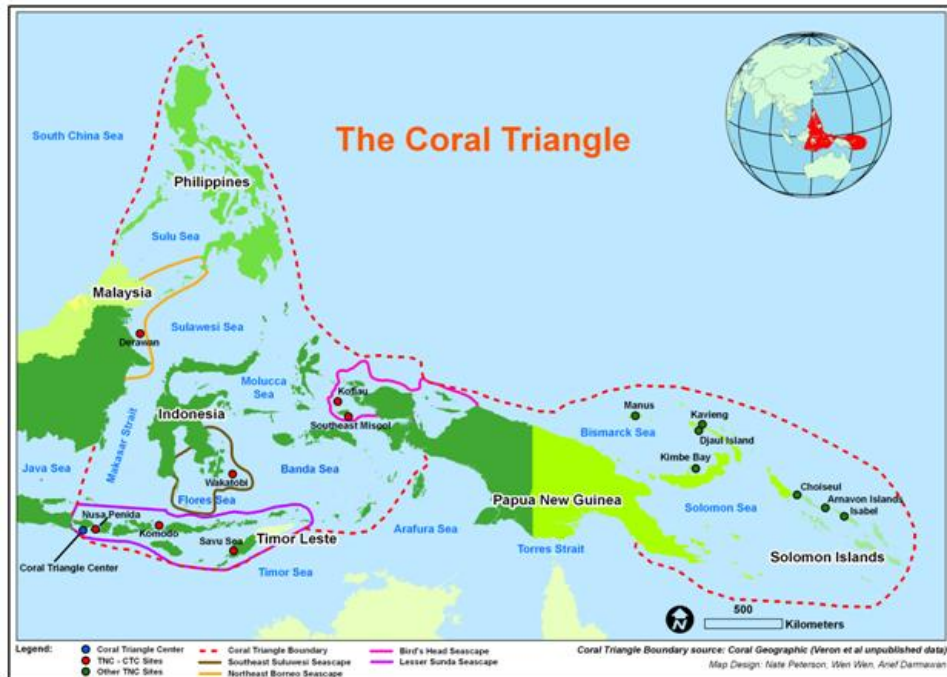 The Coral Triangle
South China Sea
Philippines
Sulu Sea
Malaysia
Sulawesi Sea
Derawan
Molucca
Sea
Kofiau
Southeast Misool
Makasar Strait
Indonesia
Java Sea
Wakatobi
Banda Sea
Flores Sea
Nusa Penida
Komodo
Savu Sea
Timor Leste
Coral Triangle Center
Timor Sea
Arafura Sea
Torres Strait
Papua New Guinea
Manus
Kavieng
Bismarck Sea
Djaul Island
Kimbe Bay
Choiseul
Arnavon Islands
Isabel
Solomon Sea
Solomon Islands
500
Kilometers
Legend:
Coral Triangle Center
TNC - CTC Sites
Other TNC Sites
Coral Triangle Boundary
Southeast Suluwesi Seascape
Northeast Borneo Seascape
Bird's Head Seascape
Lesser Sunda Seascape
Coral Triangle Boundary source: Coral Geographic (Veron et al unpublished data)
Map Design: Nate Peterson, Wen Wen, Arief Darmawan